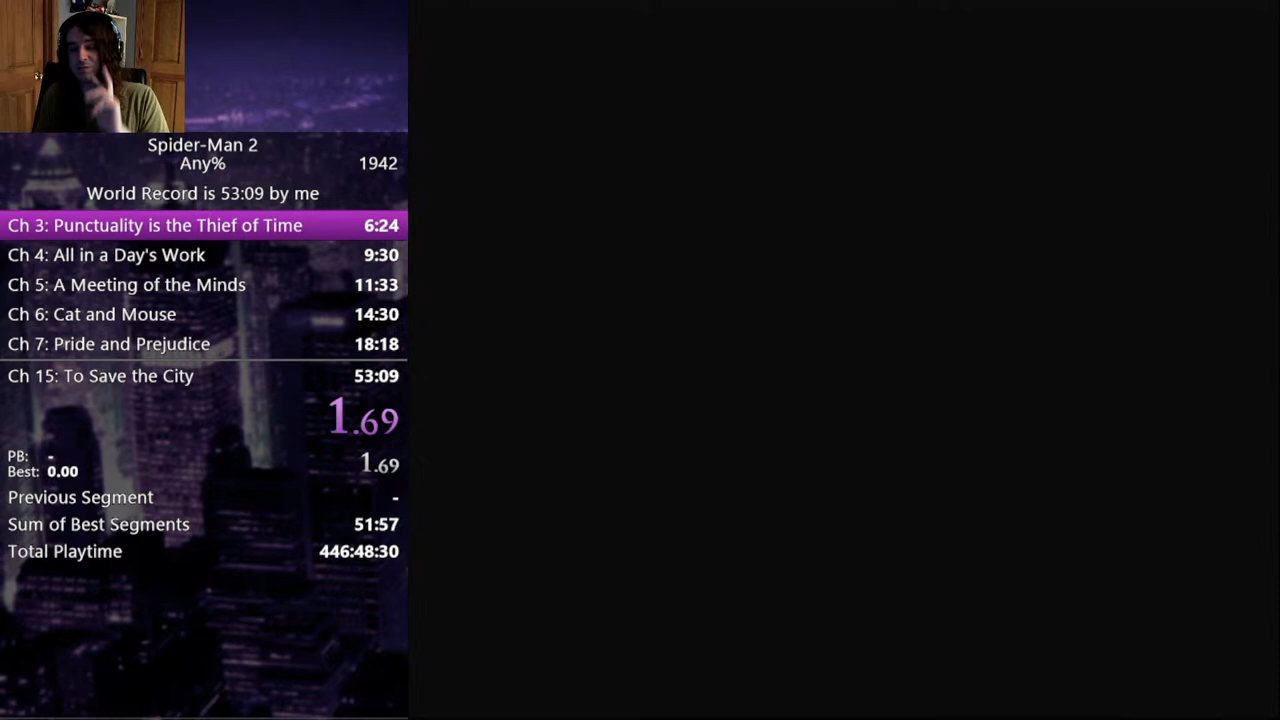 Spider-Man 2
Any% 1942
World Record is 53:09 by me
Ch 3: Punctuality is the Thief of Time 6:24
Ch 4: All in a Day's Work 9:30
Ch 5: A Meeting of the Minds 11:33
Ch 6: Cat and Mouse 14:30
Ch 7: Pride and Prejudice 18:18
Ch 15: To Save the City 53:09
1.69
PB: - 1.69
Best: 0.00
Previous Segment -
Sum of Best Segments 51:57
Total Playtime 446:48:30